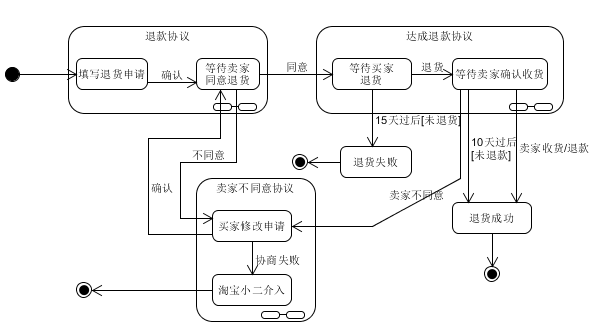 退款协议
达成退款协议
填写退货申请
确认
等待卖家
同意退货
同意
等待买家
退货
退货
等待卖家确认收货
15天过后[未退货]
10天过后
[未退款]
卖家收货/退款
不同意
退货失败
确认
卖家不同意协议
卖家不同意
买家修改申请
退货成功
协商失败
淘宝小二介入